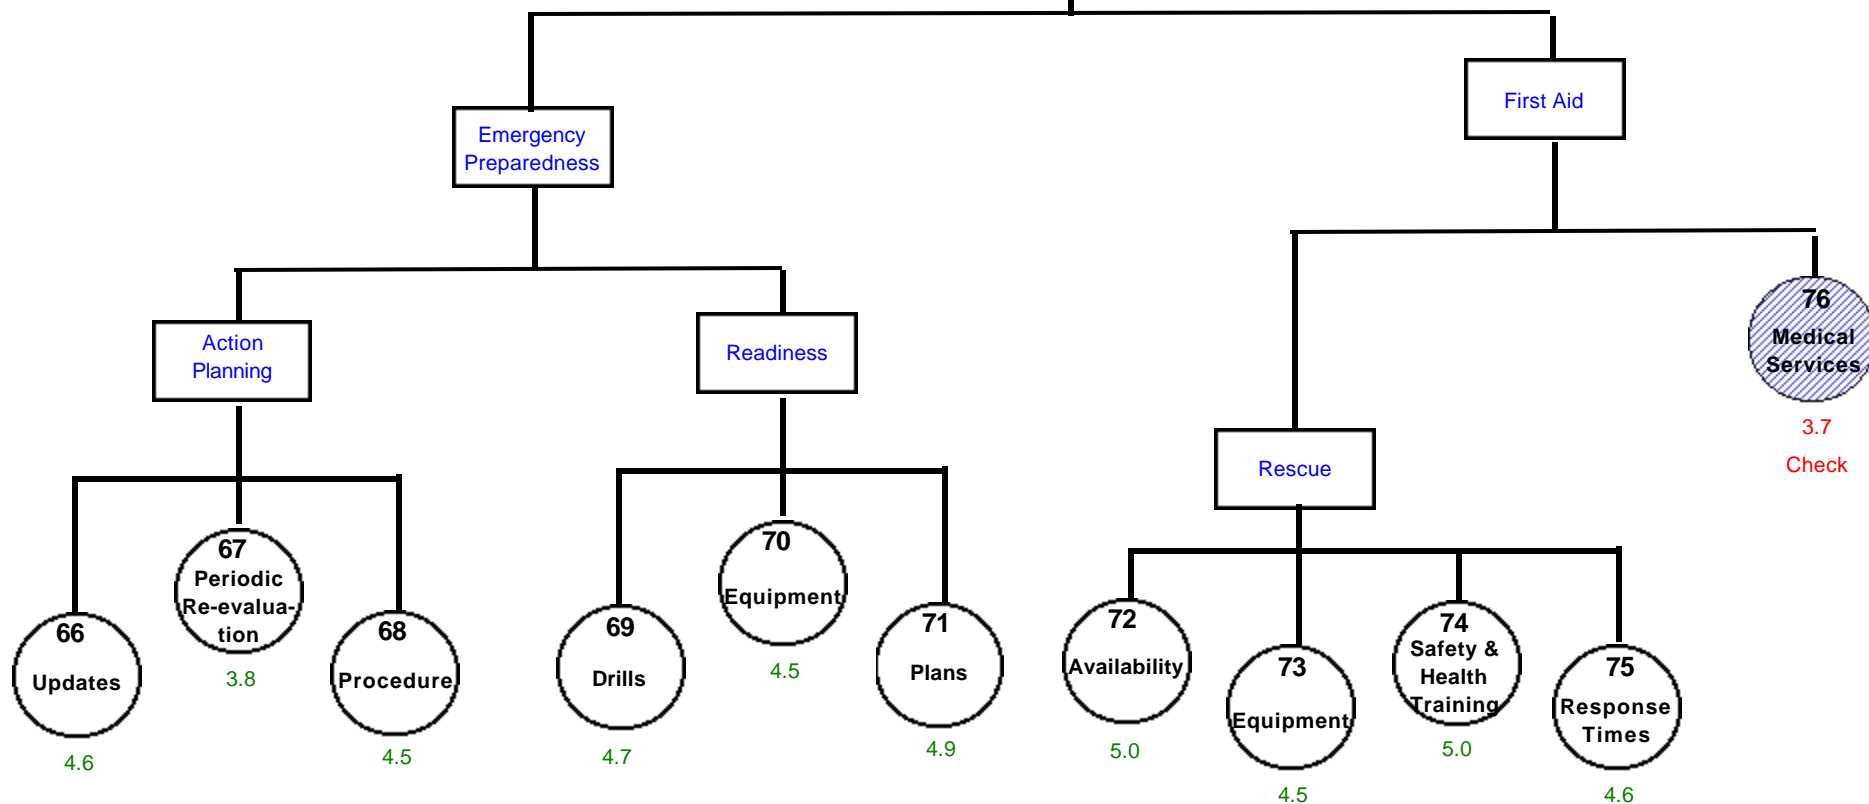 First Aid
Emergency
Preparedness
Action
Planning
Readiness
76
Medical
Services
3.7
Check
Rescue
67
Periodic
Re-evalua-
tion
3.8
66
Updates
4.6
68
Procedure
4.5
69
Drills
4.7
70
Equipment
4.5
71
Plans
4.9
72
Availability
5.0
73
Equipment
4.5
74
Safety &
Health
Training
5.0
75
Response
Times
4.6